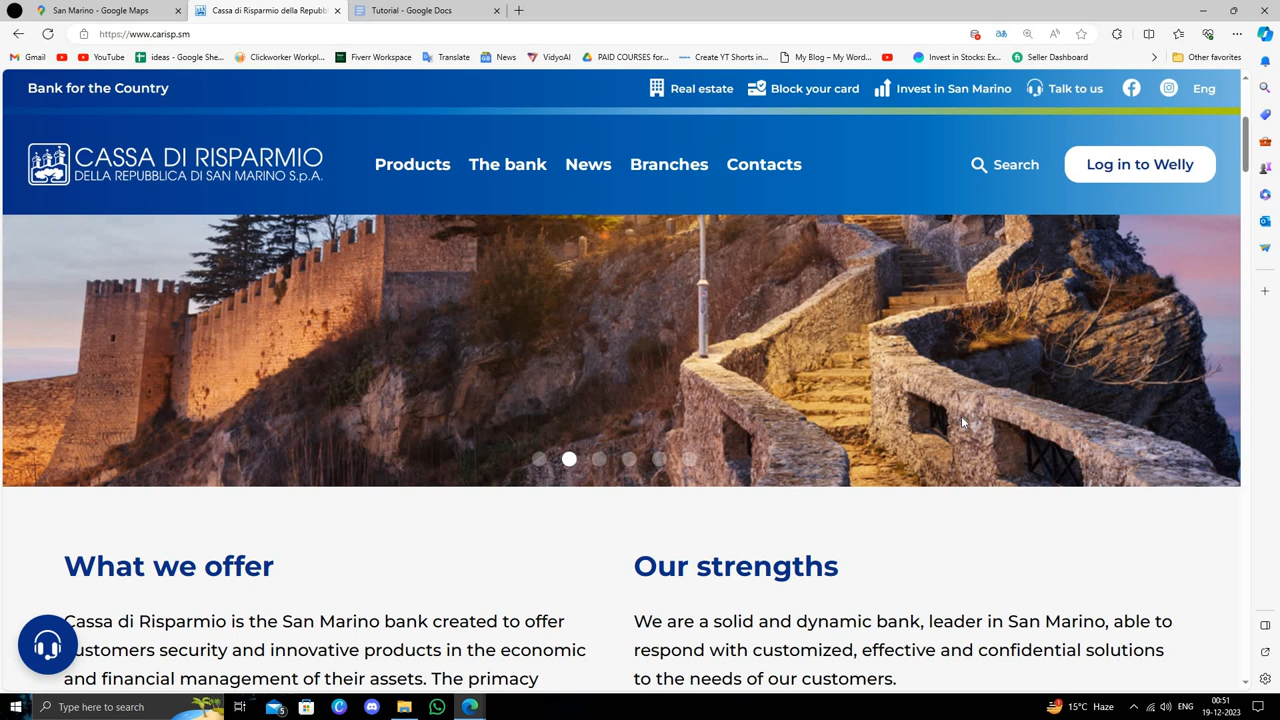 San Marino - Google Maps
Cassa di Risparmio della Repubbl
Tutorial - Google Docs
https://www.carisp.sm
Gmail
YouTube
ideas - Google She...
Clickworker Workpl...
Fiverr Workspace
Translate
News
VidyoAI
PAID COURSES for...
Create YT Shorts in...
My Blog – My Word...
Invest in Stocks: Ex...
Seller Dashboard
Other favorites
Bank for the Country
Real estate
Block your card
Invest in San Marino
Talk to us
Eng
CASSA DI RISPARMIO
DELLA REPUBBLICA DI SAN MARINO S.p.A.
Products
The bank
News
Branches
Contacts
Search
Log in to Welly
What we offer
Cassa di Risparmio is the San Marino bank created to offer
customers security and innovative products in the economic
and financial management of their assets. The primacy
Our strengths
We are a solid and dynamic bank, leader in San Marino, able to
respond with customized, effective and confidential solutions
to the needs of our customers.
Type here to search
15°C Haze
ENG
00:51
19-12-2023